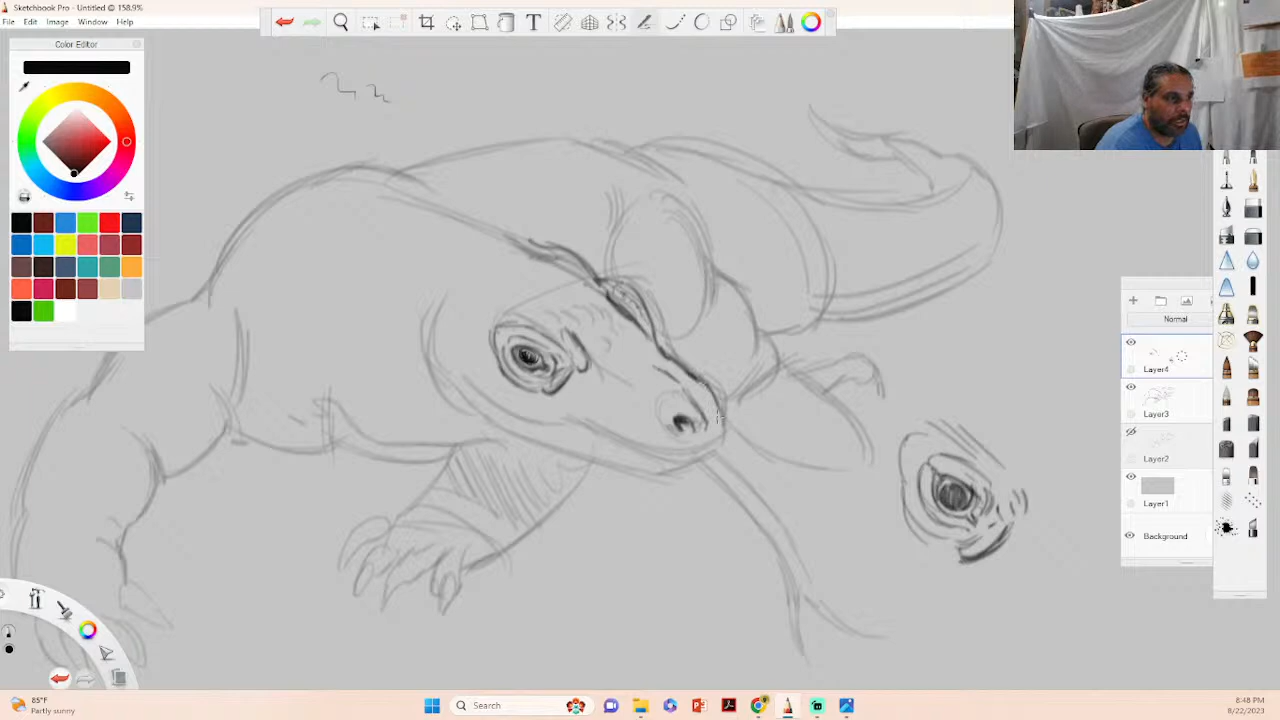 Sketchbook Pro - Untitled @ 158.9%
File Edit Image Window Help
Color Editor
Normal
Layer4
Layer3
Layer2
Layer1
Background
85°F
Partly sunny
Search
8:48 PM
8/22/2023